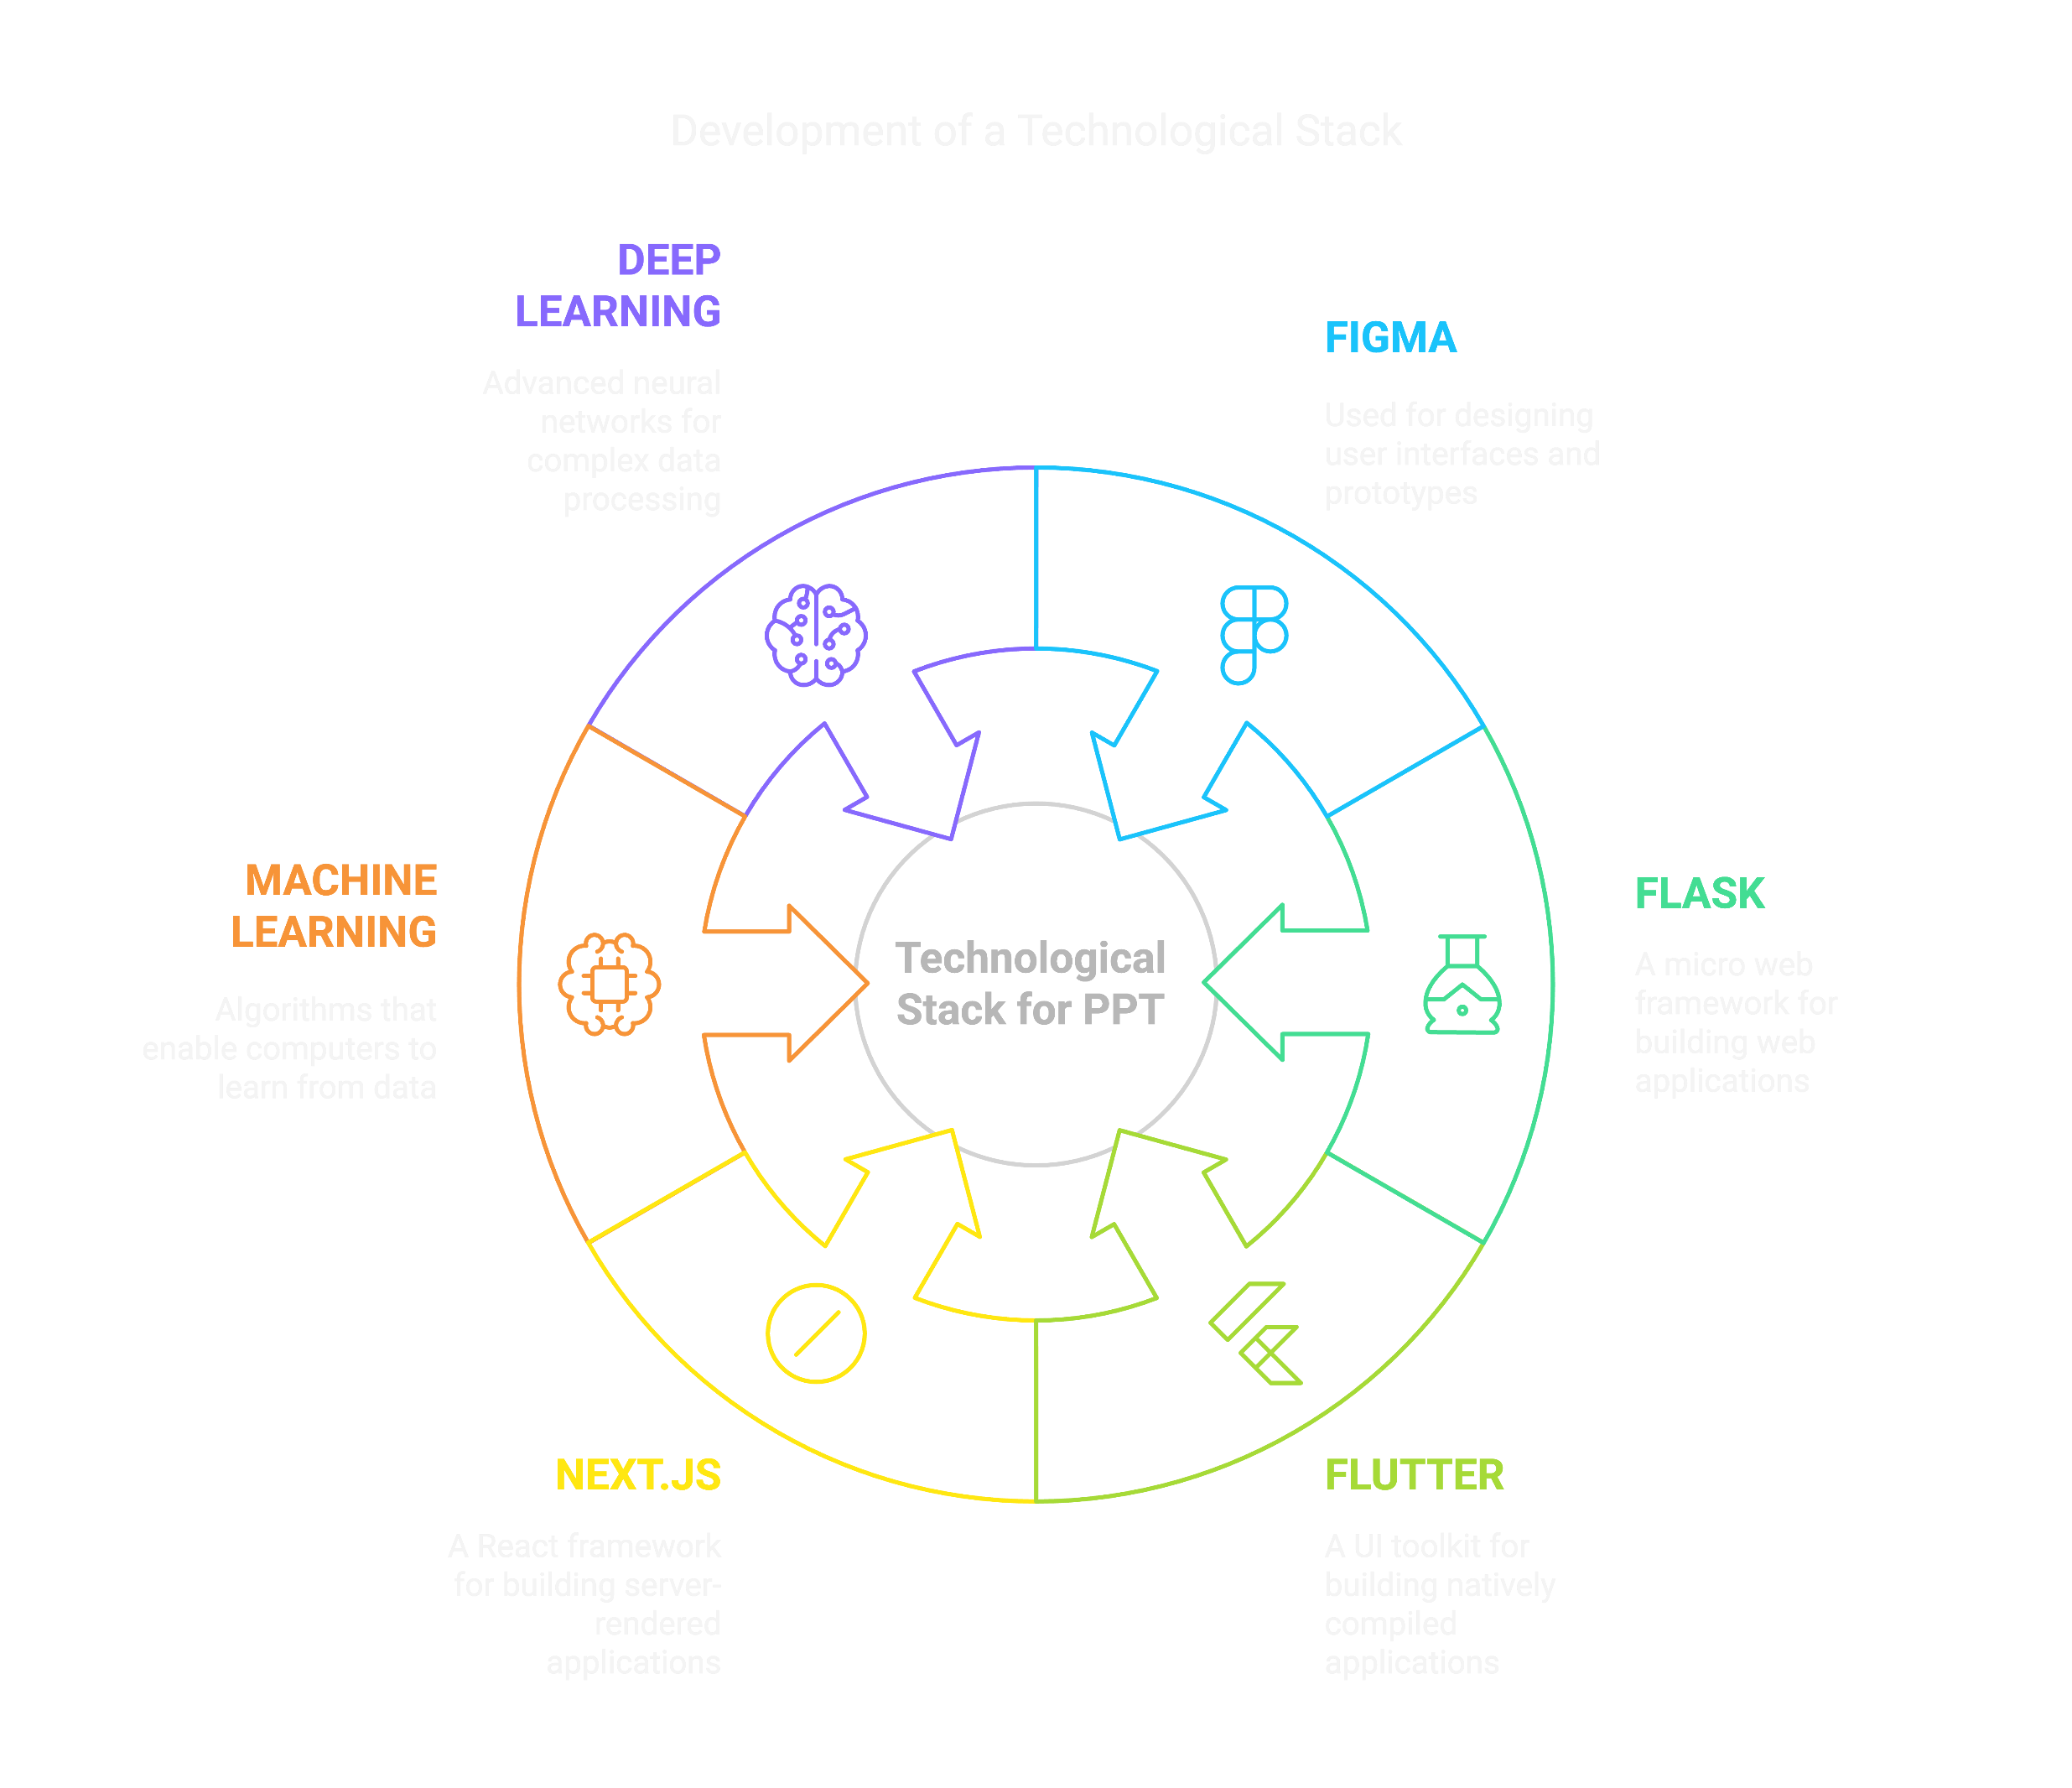 Development of a Technological Stack
DEEP
LEARNING
Advanced neural
networks for
complex data
processing
FIGMA
Used for designing
user interfaces and
prototypes
MACHINE
LEARNING
Algorithms that
enable computers to
learn from data
Technological
Stack for PPT
FLASK
A micro web
framework for
building web
applications
NEXT.JS
A React framework
for building server-
rendered
applications
FLUTTER
A UI toolkit for
building natively
compiled
applications